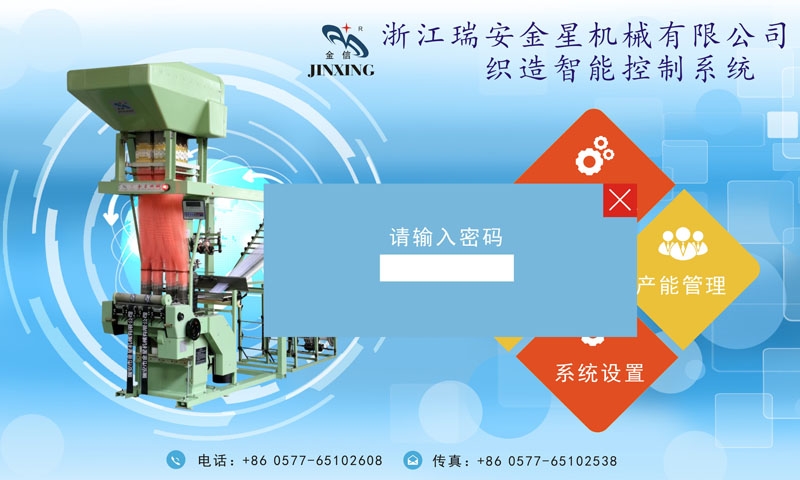 R
金信
JINXING
浙江瑞安金星机械有限公司
织造智能控制系统
请输入密码
产能管理
系统设置
电话：+86 0577-65102608
传真：+86 0577-65102538